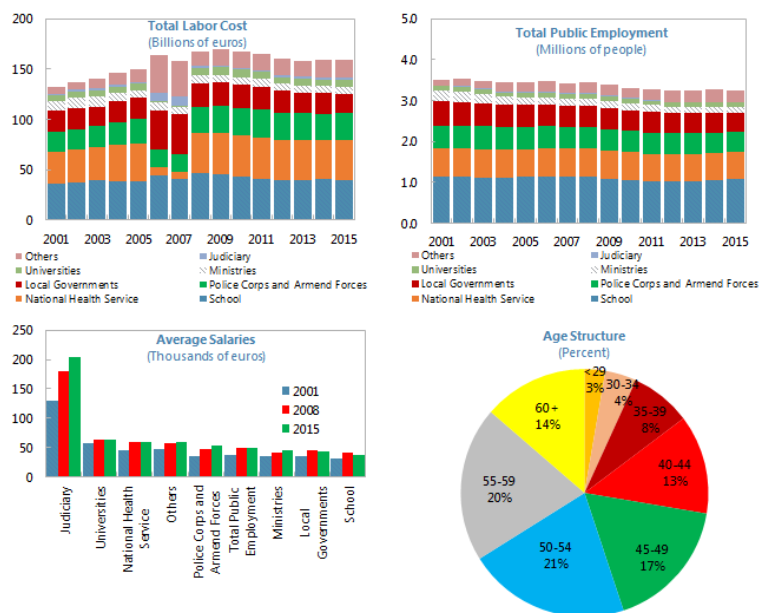 Total Labor Cost
(Billions of euros)
200
150
100
50
0
2001 2003 2005 2007 2009 2011 2013 2015
Others
Judiciary
Universities
Ministries
Local Governments
Police Corps and Armend Forces
National Health Service
School
Total Public Employment
(Millions of people)
5.0
4.0
3.0
2.0
1.0
0.0
2001 2003 2005 2007 2009 2011 2013 2015
Others
Judiciary
Universities
Ministries
Local Governments
Police Corps and Armend Forces
National Health Service
School
Average Salaries
(Thousands of euros)
250
200
150
100
50
0
2001
2008
2015
Judiciary
Universities
National Health
Service
Others
Police Corps and
Armend Forces
Total Public
Employment
Ministries
Local
Governments
School
Age Structure
(Percent)
<29
3%
30-34
4%
35-39
8%
40-44
13%
45-49
17%
50-54
21%
55-59
20%
60+
14%